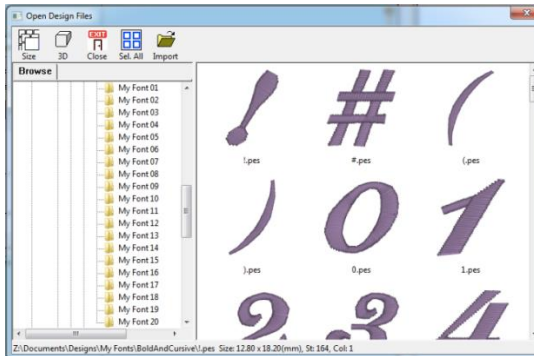 Open Design Files
EXIT
Size 3D Close Sel. All Import
Browse
My Font 01
My Font 02
My Font 03
My Font 04
My Font 05
My Font 06
My Font 07
My Font 08
My Font 09
My Font 10
My Font 11
My Font 12
My Font 13
My Font 14
My Font 15
My Font 16
My Font 17
My Font 18
My Font 19
My Font 20
! # (
!.pes #.pes (.pes
) 0 1
).pes 0.pes 1.pes
2 3 4
Z:\Documents\Designs\My Fonts\BoldAndCursive\!.pes Size: 12.80 x 18.20(mm), St: 164, Col: 1